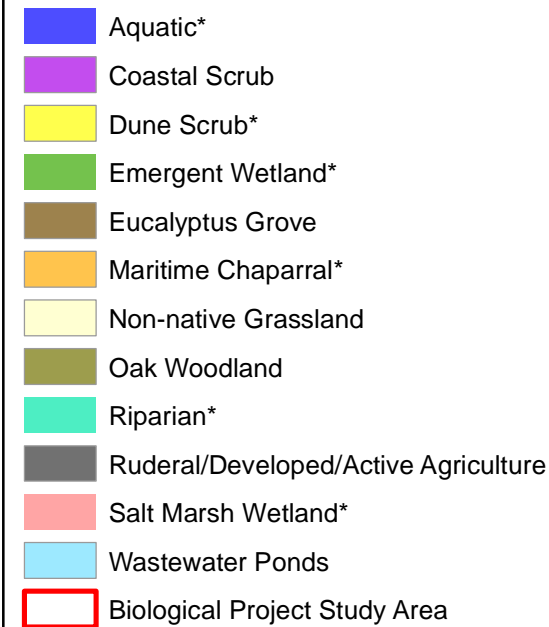 Aquatic*
Coastal Scrub
Dune Scrub*
Emergent Wetland*
Eucalyptus Grove
Maritime Chaparral*
Non-native Grassland
Oak Woodland
Riparian*
Ruderal/Developed/Active Agriculture
Salt Marsh Wetland*
Wastewater Ponds
Biological Project Study Area